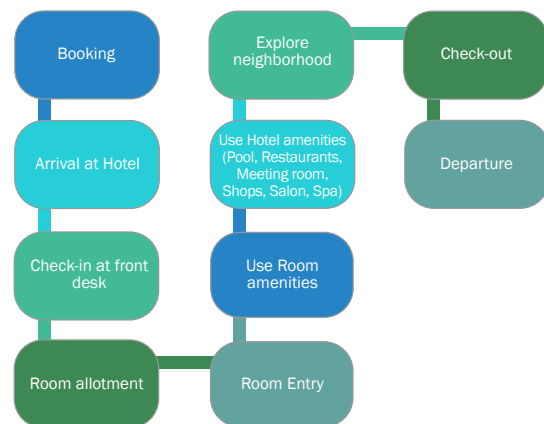 Booking
Arrival at Hotel
Check-in at front
desk
Room allotment
Room Entry
Use Room
amenities
Use Hotel amenities
(Pool, Restaurants,
Meeting room,
Shops, Salon, Spa)
Explore
neighborhood
Check-out
Departure